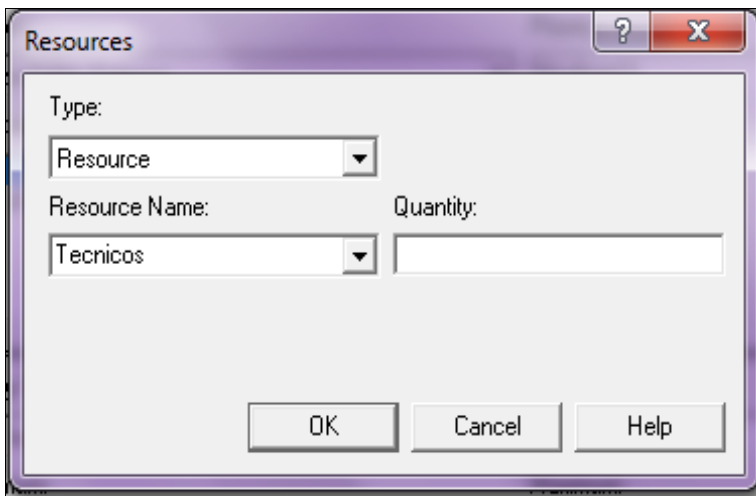 Resources
Type:
Resource
Resource Name:
Quantity:
Tecnicos
OK
Cancel
Help